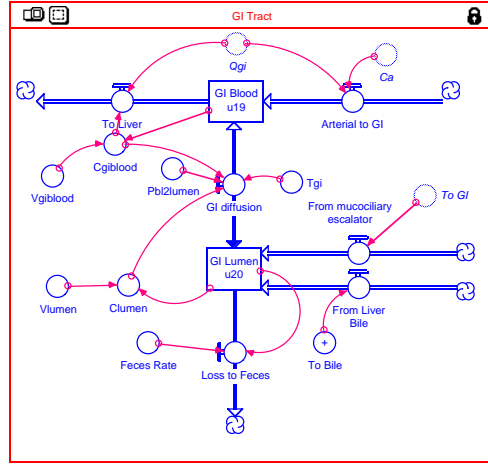 GI Tract
Qgi
Ca
GI Blood
u19
To Liver
Arterial to GI
Cgiblood
Vgiblood
Pbl2lumen
Tgi
GI diffusion
To GI
From mucociliary
escalator
GI Lumen
u20
Vlumen
Clumen
From Liver
Bile
Feces Rate
Loss to Feces
+
To Bile